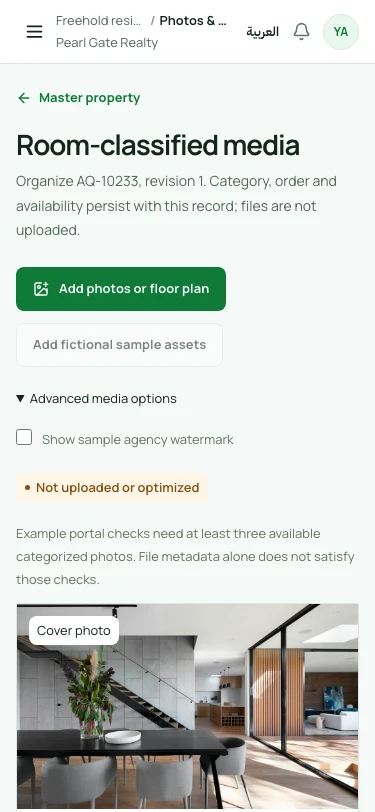 Freehold resi... / Photos & ...
Pearl Gate Realty
العربية
YA
Master property
Room-classified media
Organize AQ-10233, revision 1. Category, order and
availability persist with this record; files are not
uploaded.
Add photos or floor plan
Add fictional sample assets
Advanced media options
Show sample agency watermark
Not uploaded or optimized
Example portal checks need at least three available
categorized photos. File metadata alone does not satisfy
those checks.
Cover photo